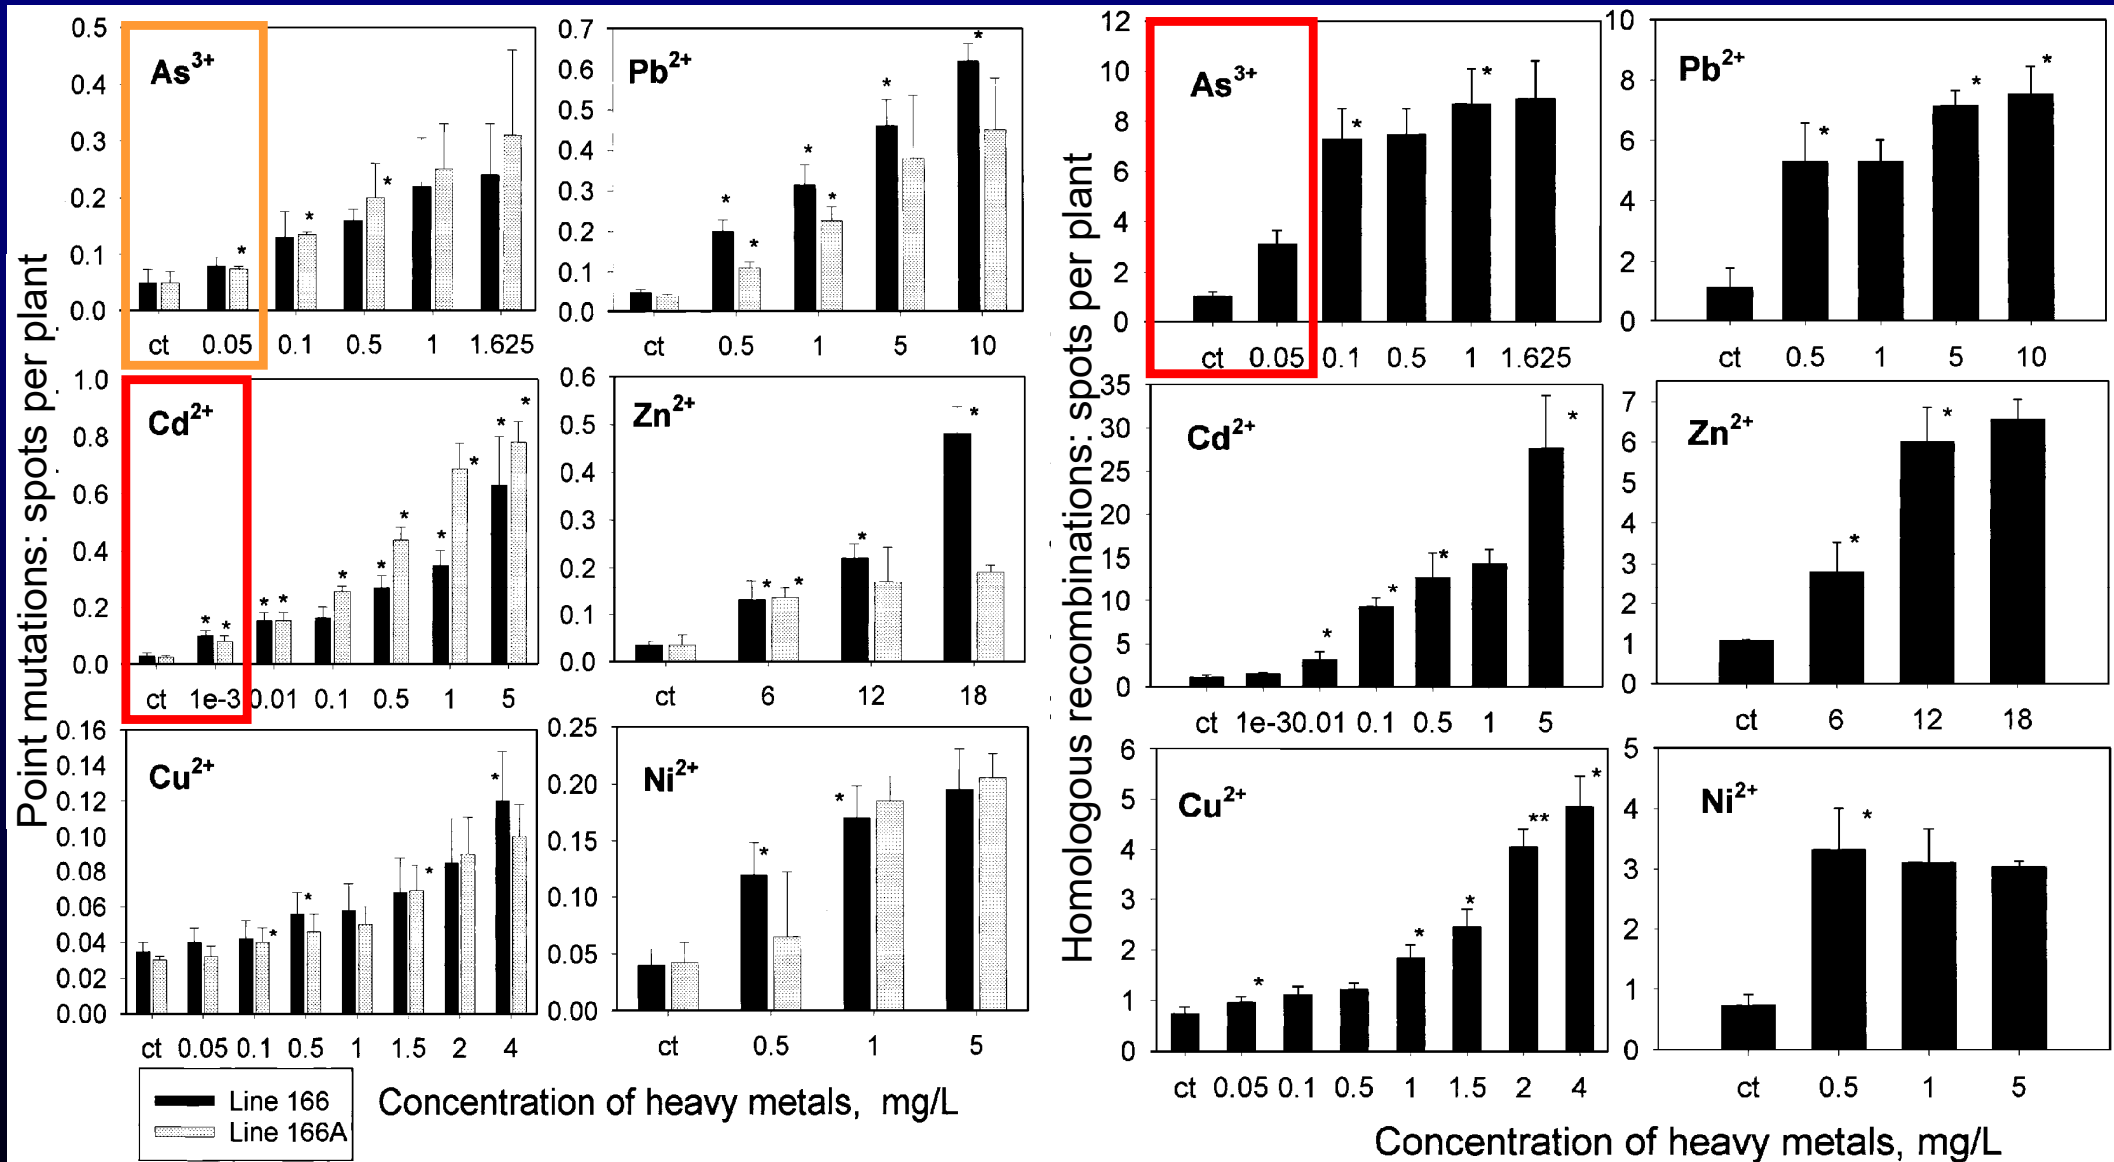 Point mutations: spots per plant
As3+
0.5
0.4
0.3
0.2
0.1
0.0
* * *
ct 0.05 0.1 0.5 1 1.625
Pb2+
0.7
0.6
0.5
0.4
0.3
0.2
0.1
0.0
* * * * * *
ct 0.5 1 5 10
Cd2+
1.0
0.8
0.6
0.4
0.2
0.0
* * * * * * * * * * *
ct 1e-3 0.01 0.1 0.5 1 5
Zn2+
0.6
0.5
0.4
0.3
0.2
0.1
0.0
* * * *
ct 6 12 18
Cu2+
0.16
0.14
0.12
0.10
0.08
0.06
0.04
0.02
0.00
* * * *
ct 0.05 0.1 0.5 1 1.5 2 4
Ni2+
0.25
0.20
0.15
0.10
0.05
0.00
* *
ct 0.5 1 5
Line 166
Line 166A
Concentration of heavy metals, mg/L
Homologous recombinations: spots per plant
As3+
12
10
8
6
4
2
0
* *
ct 0.05 0.1 0.5 1 1.625
Pb2+
10
8
6
4
2
0
* * *
ct 0.5 1 5 10
Cd2+
35
30
25
20
15
10
5
0
* * * *
ct 1e-30.01 0.1 0.5 1 5
Zn2+
7
6
5
4
3
2
1
0
* *
ct 6 12 18
Cu2+
6
5
4
3
2
1
0
* * * ** *
ct 0.05 0.1 0.5 1 1.5 2 4
Ni2+
5
4
3
2
1
0
*
ct 0.5 1 5
Concentration of heavy metals, mg/L